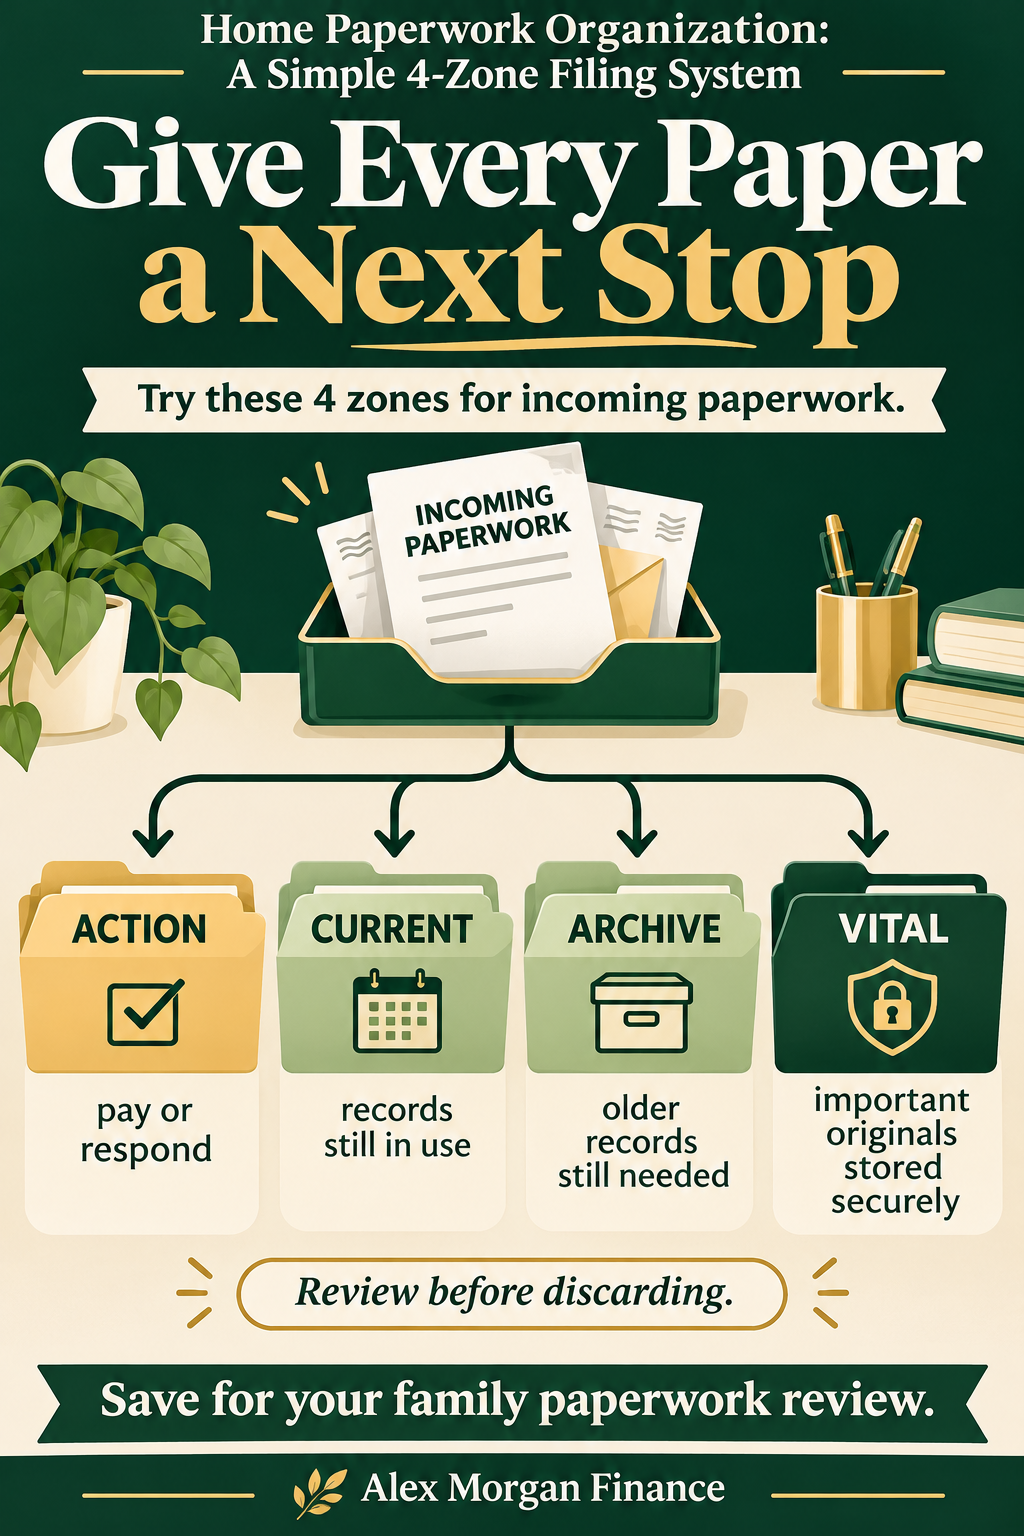 Home Paperwork Organization:
A Simple 4-Zone Filing System
Give Every Paper
a Next Stop
Try these 4 zones for incoming paperwork.
INCOMING
PAPERWORK
ACTION
pay or
respond
CURRENT
records
still in use
ARCHIVE
older
records
still needed
VITAL
important
originals
stored
securely
Review before discarding.
Save for your family paperwork review.
Alex Morgan Finance